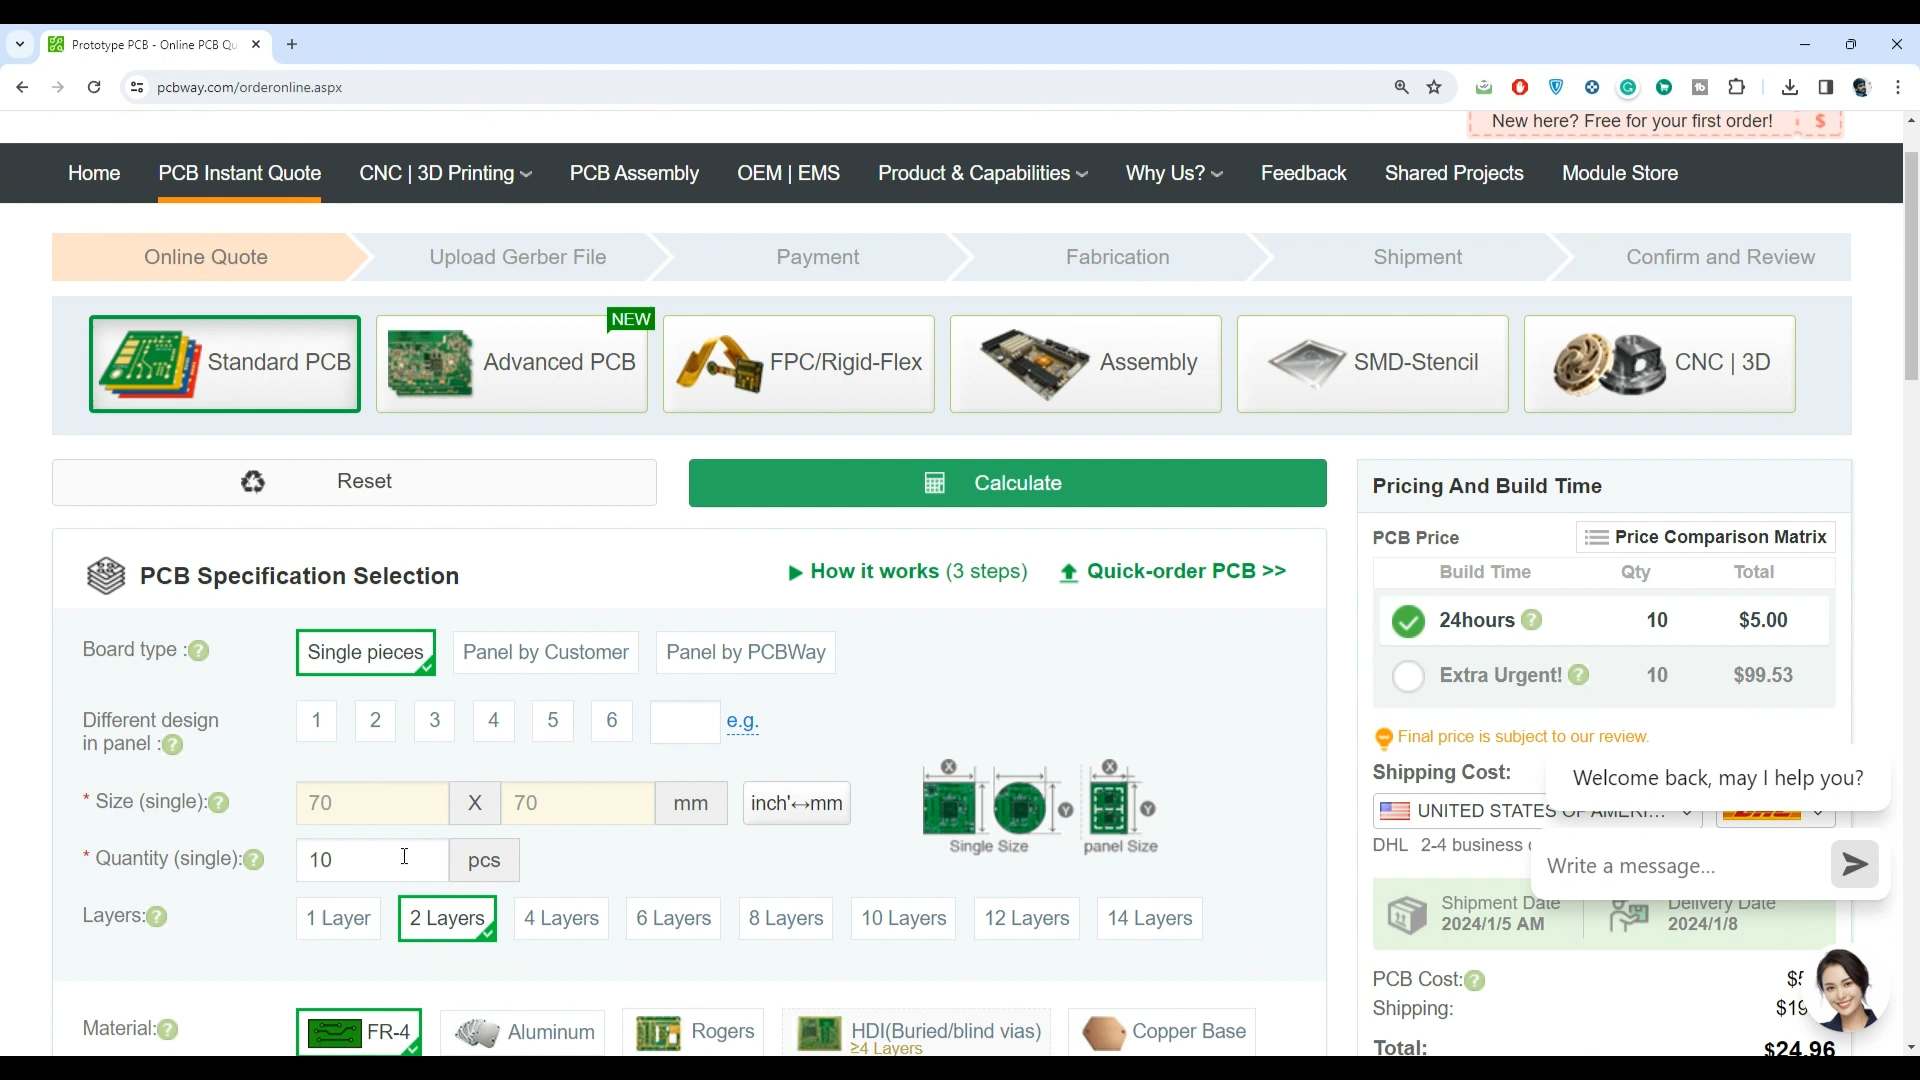 Prototype PCB - Online PCB Qu
pcbway.com/orderonline.aspx
New here? Free for your first order! $
Home PCB Instant Quote CNC | 3D Printing PCB Assembly OEM | EMS Product & Capabilities Why Us? Feedback Shared Projects Module Store
Online Quote Upload Gerber File Payment Fabrication Shipment Confirm and Review
NEW
Standard PCB Advanced PCB FPC/Rigid-Flex Assembly SMD-Stencil CNC | 3D
Reset Calculate
Pricing And Build Time
PCB Specification Selection How it works (3 steps) Quick-order PCB >>
PCB Price Price Comparison Matrix
Build Time Qty Total
24hours ? 10 $5.00
Extra Urgent! ? 10 $99.53
Board type :? Single pieces Panel by Customer Panel by PCBWay
Different design
in panel :? 1 2 3 4 5 6 e.g.
Final price is subject to our review.
Shipping Cost:
Welcome back, may I help you?
* Size (single):? 70 X 70 mm inch'↔mm
X X
Y Y
Single Size panel Size
UNITED STATES OF AMERI...
* Quantity (single):? 10 pcs
DHL 2-4 business
Write a message...
Layers:? 1 Layer 2 Layers 4 Layers 6 Layers 8 Layers 10 Layers 12 Layers 14 Layers
Shipment Date Delivery Date
2024/1/5 AM 2024/1/8
PCB Cost:?
Shipping:
Material:? FR-4 Aluminum Rogers HDI(Buried/blind vias) Copper Base
≥4 Layers
Total: $24.96